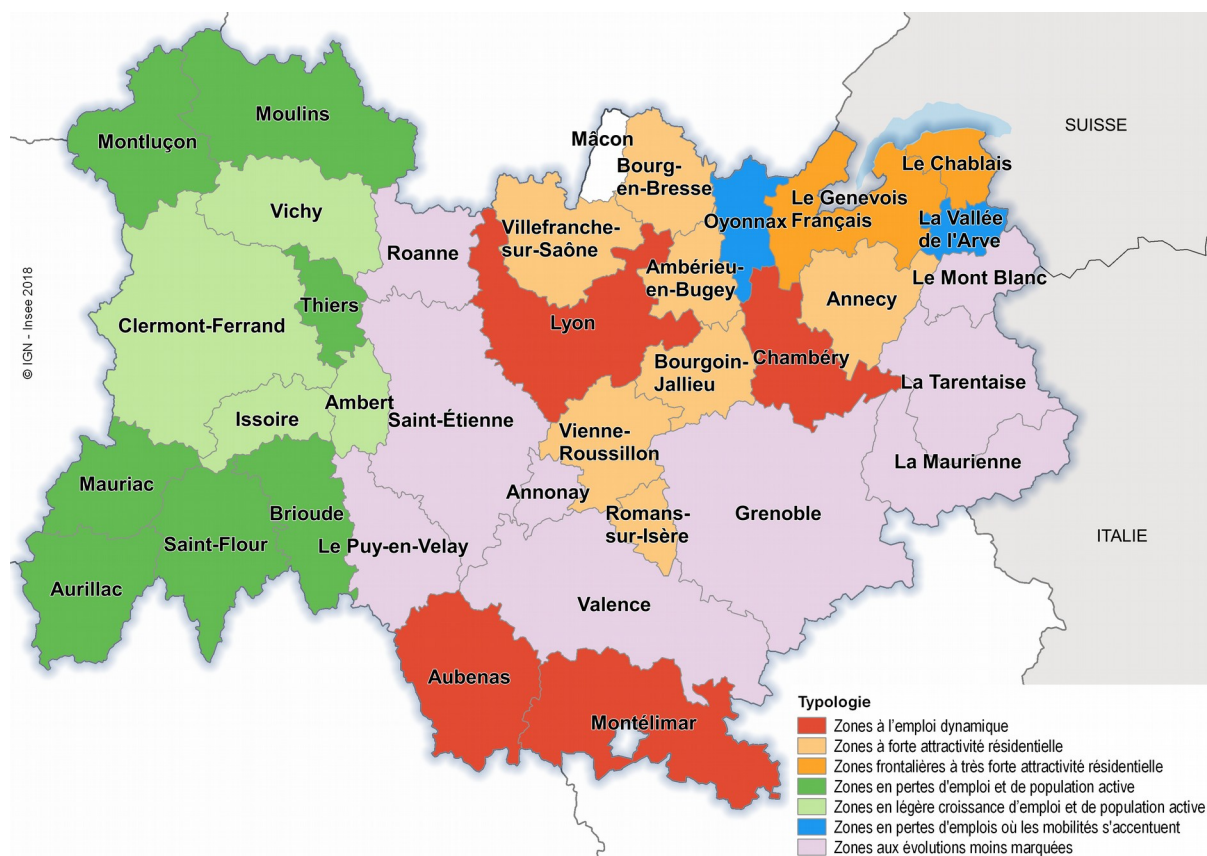 SUISSE
Moulins
Montluçon
Mâcon
Bourg-
en-Bresse
Le Chablais
Vichy
Le Genevois
Français
Oyonnax
La Vallée
de l'Arve
Villefranche-
sur-Saône
Roanne
Ambérieu-
en-Bugey
Le Mont Blanc
Annecy
Thiers
Clermont-Ferrand
Lyon
© IGN - Insee 2018
Bourgoin-
Jallieu
Chambéry
La Tarentaise
Ambert
Issoire
Saint-Étienne
Vienne-
Roussillon
La Maurienne
Mauriac
Annonay
Brioude
Romans-
sur-Isère
Grenoble
ITALIE
Saint-Flour
Le Puy-en-Velay
Aurillac
Valence
Aubenas
Montélimar
Typologie
Zones à l'emploi dynamique
Zones à forte attractivité résidentielle
Zones frontalières à très forte attractivité résidentielle
Zones en pertes d'emploi et de population active
Zones en légère croissance d'emploi et de population active
Zones en pertes d'emplois où les mobilités s'accentuent
Zones aux évolutions moins marquées